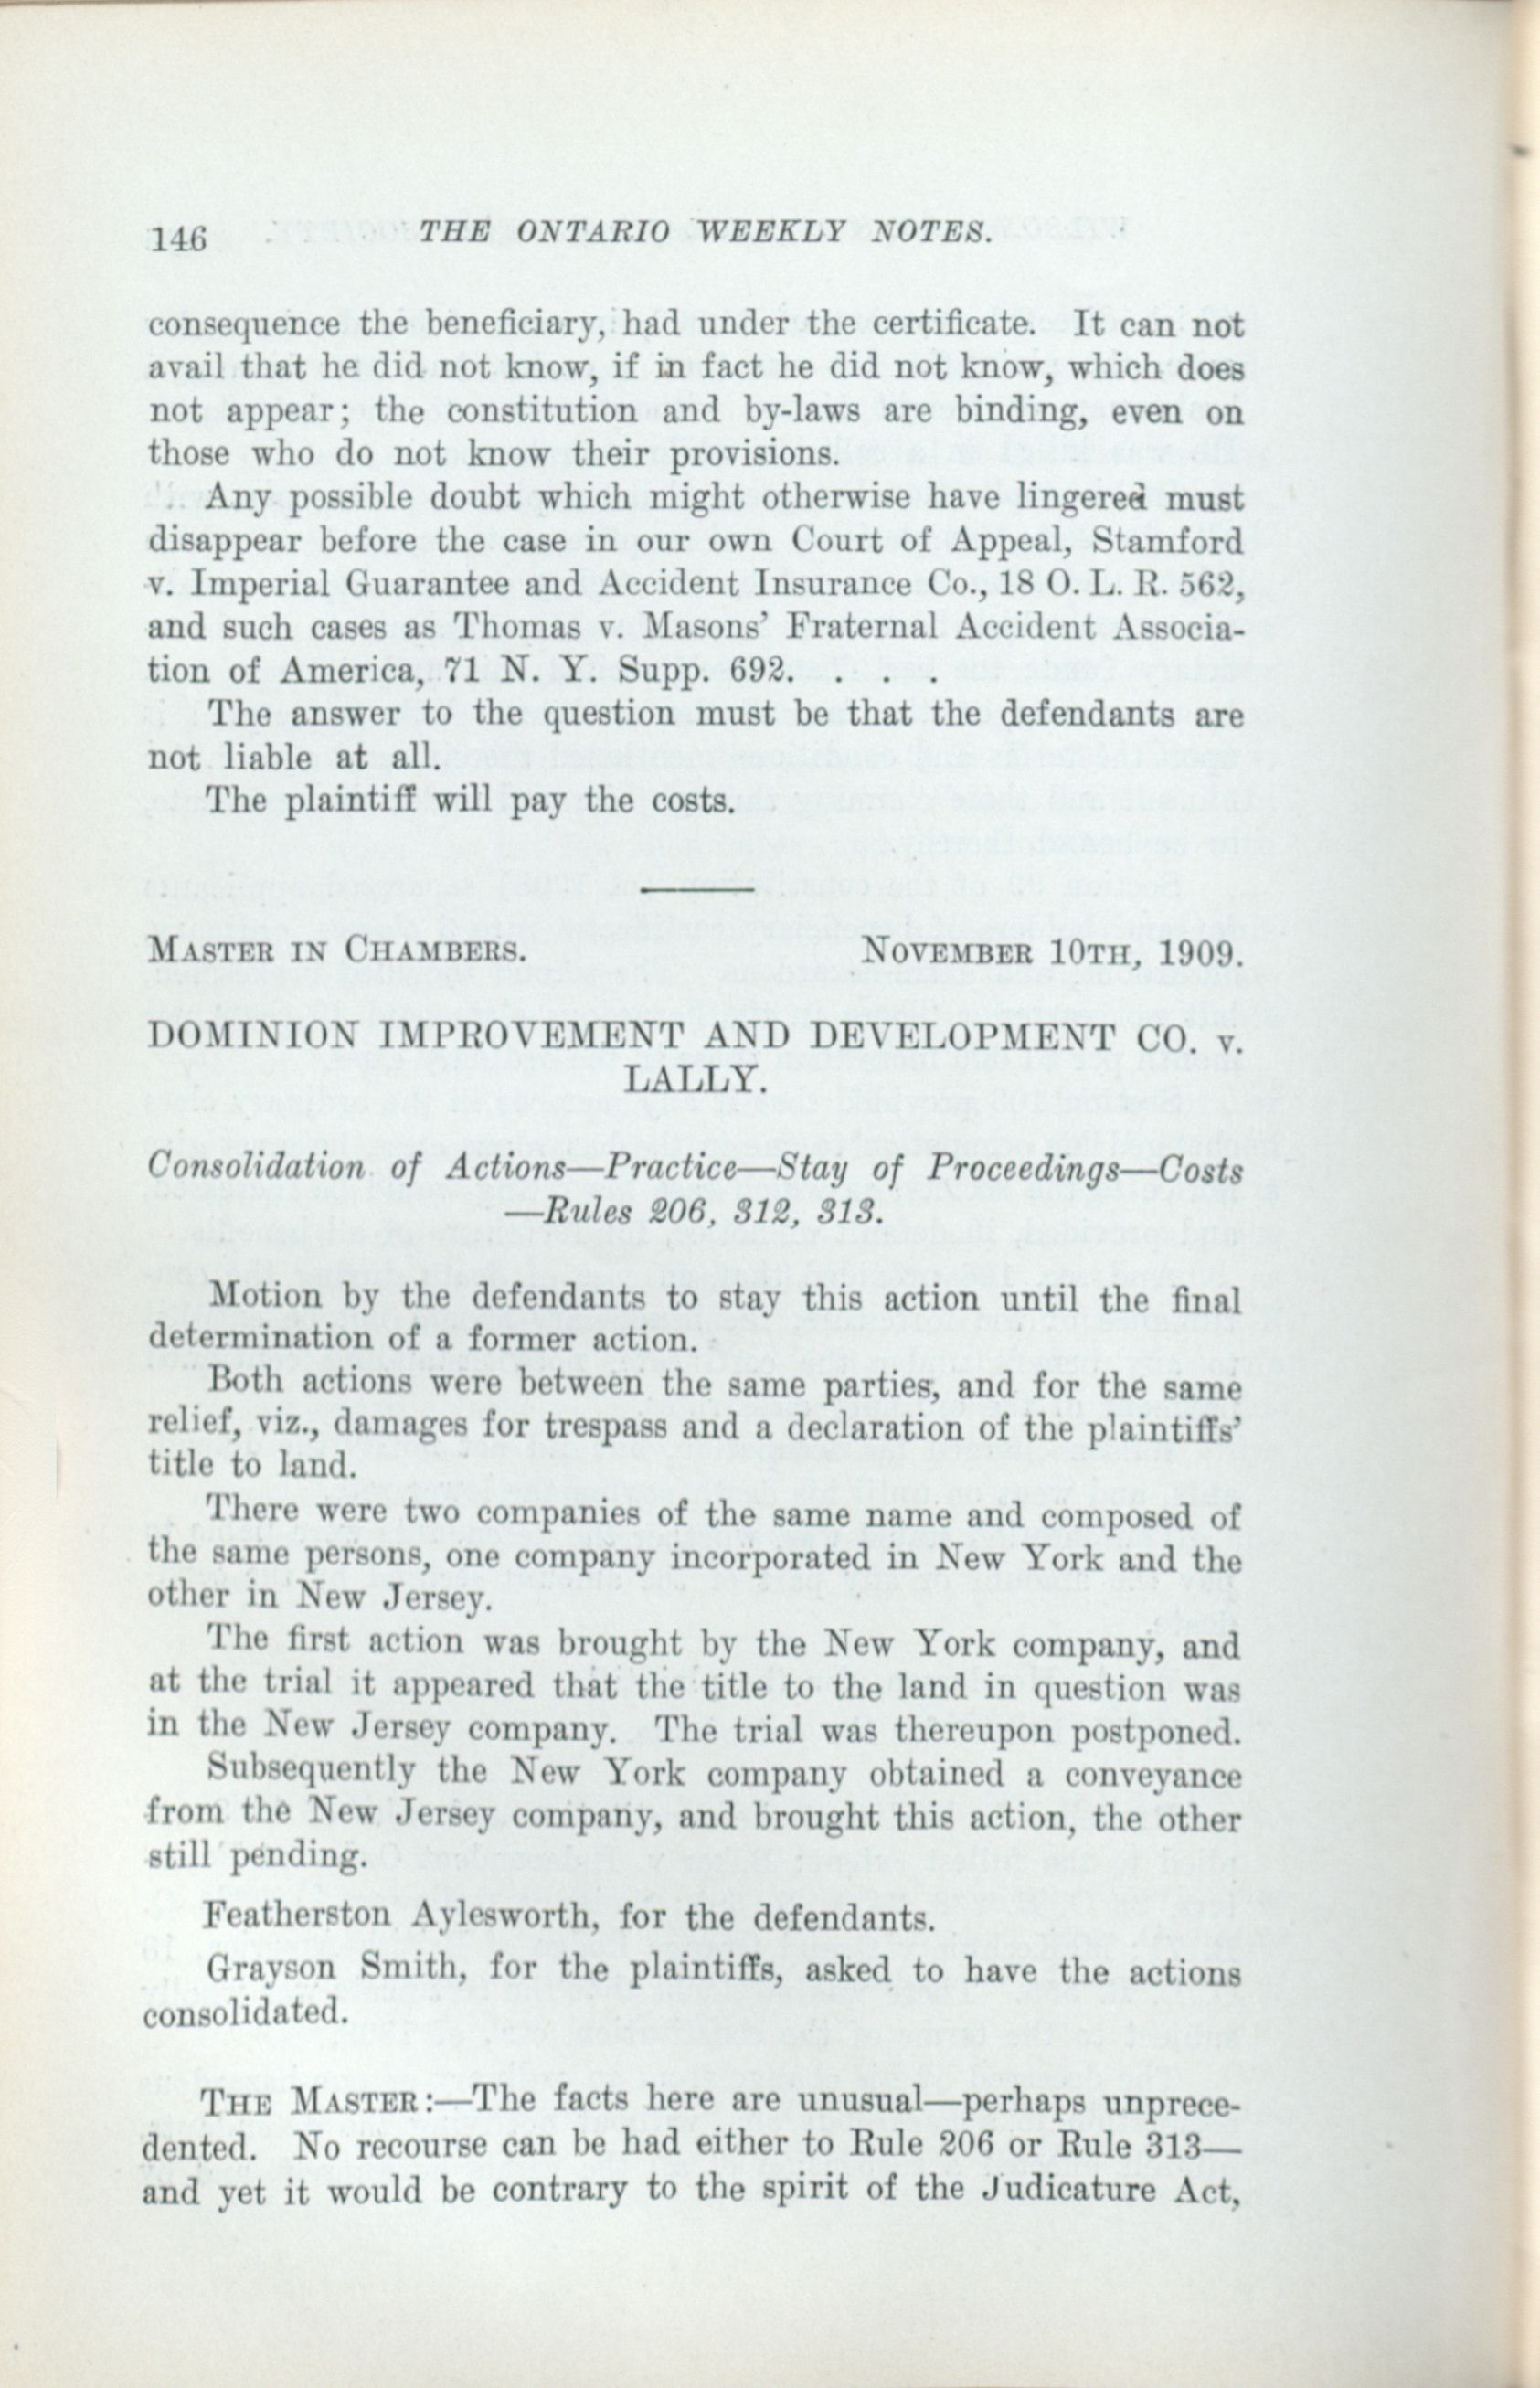 146 THE ONTARIO WEEKLY NOTES.
consequence the beneficiary, had under the certificate. It can not
avail that he did not know, if in fact he did not know, which does
not appear; the constitution and by-laws are binding, even on
those who do not know their provisions.
Any possible doubt which might otherwise have lingered must
disappear before the case in our own Court of Appeal, Stamford
v. Imperial Guarantee and Accident Insurance Co., 18 O. L. R. 562,
and such cases as Thomas v. Masons' Fraternal Accident Associa-
tion of America, 71 N. Y. Supp. 692. . . .
The answer to the question must be that the defendants are
not liable at all.
The plaintiff will pay the costs.
MASTER IN CHAMBERS. NOVEMBER 10TH, 1909.
DOMINION IMPROVEMENT AND DEVELOPMENT CO. v.
LALLY.
Consolidation of Actions—Practice—Stay of Proceedings—Costs
—Rules 206, 312, 313.
Motion by the defendants to stay this action until the final
determination of a former action.
Both actions were between the same parties, and for the same
relief, viz., damages for trespass and a declaration of the plaintiffs'
title to land.
There were two companies of the same name and composed of
the same persons, one company incorporated in New York and the
other in New Jersey.
The first action was brought by the New York company, and
at the trial it appeared that the title to the land in question was
in the New Jersey company. The trial was thereupon postponed.
Subsequently the New York company obtained a conveyance
from the New Jersey company, and brought this action, the other
still pending.
Featherston Aylesworth, for the defendants.
Grayson Smith, for the plaintiffs, asked to have the actions
consolidated.
THE MASTER:—The facts here are unusual—perhaps unprece-
dented. No recourse can be had either to Rule 206 or Rule 313—
and yet it would be contrary to the spirit of the Judicature Act,